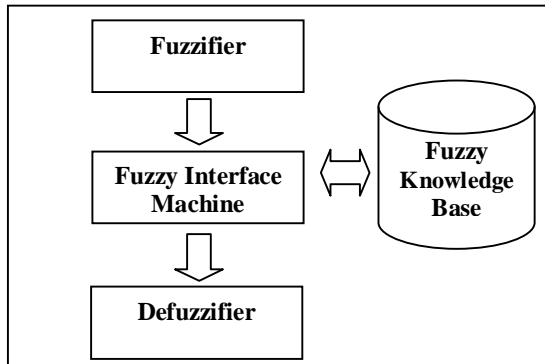 Fuzzifier
Fuzzy Interface
Machine
Fuzzy
Knowledge
Base
Defuzzifier